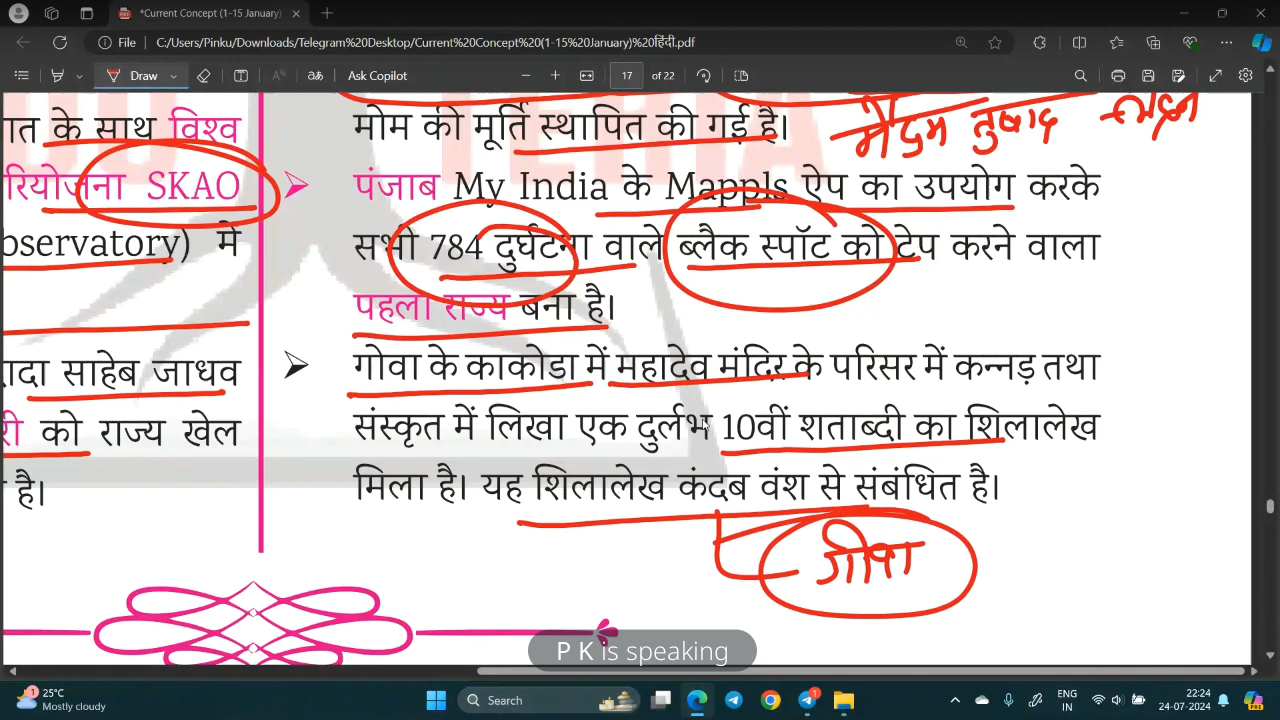 *Current Concept (1-15 January)
File C:/Users/Pinku/Downloads/Telegram%20Desktop/Current%20Concept%20(1-15%20January)%20हिंदी.pdf
Draw
Ask Copilot
17 of 22
ात के साथ विश्व
रियोजना SKAO
bservatory) में
ादा साहेब जाधव
री को राज्य खेल
है।
मोम की मूर्ति स्थापित की गई है।
मैडम तुषाद लंदन
पंजाब My India के Mappls ऐप का उपयोग करके
सभी 784 दुर्घटना वाले ब्लैक स्पॉट को टेप करने वाला
पहला राज्य बना है।
गोवा के काकोडा में महादेव मंदिर के परिसर में कन्नड़ तथा
संस्कृत में लिखा एक दुर्लभ 10वीं शताब्दी का शिलालेख
मिला है। यह शिलालेख कंदब वंश से संबंधित है।
गोवा
P K is speaking
25°C
Mostly cloudy
Search
ENG
IN
22:24
24-07-2024